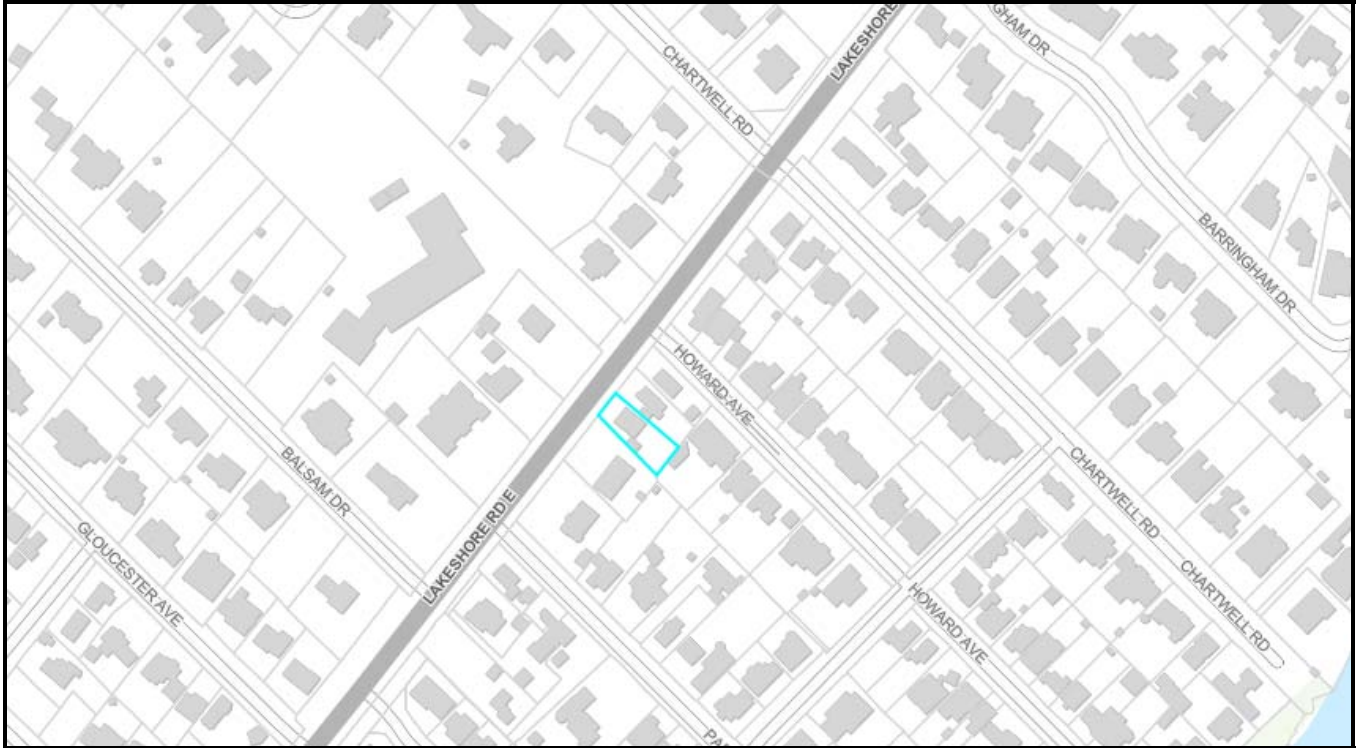 GHAM DR
LAKESHORE
CHARTWELL RD
BARRINGHAM DR
HOWARD AVE
BALSAM DR
LAKESHORE RD E
GLOUCESTER AVE
CHARTWELL RD
CHARTWELL RD
HOWARD AVE
PA